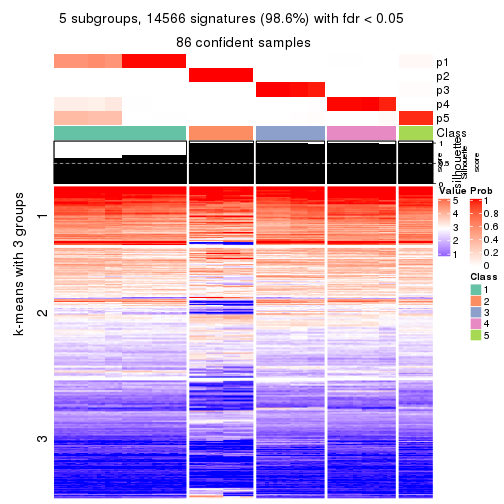 5 subgroups, 14566 signatures (98.6%) with fdr < 0.05
86 confident samples
p1
p2
p3
p4
p5
Class
1
0.5
0
silhouette
Silhouette
score
score
k-means with 3 groups
1
2
3
Value
5
4
3
2
1
Prob
1
0.8
0.6
0.4
0.2
0
Class
1
2
3
4
5